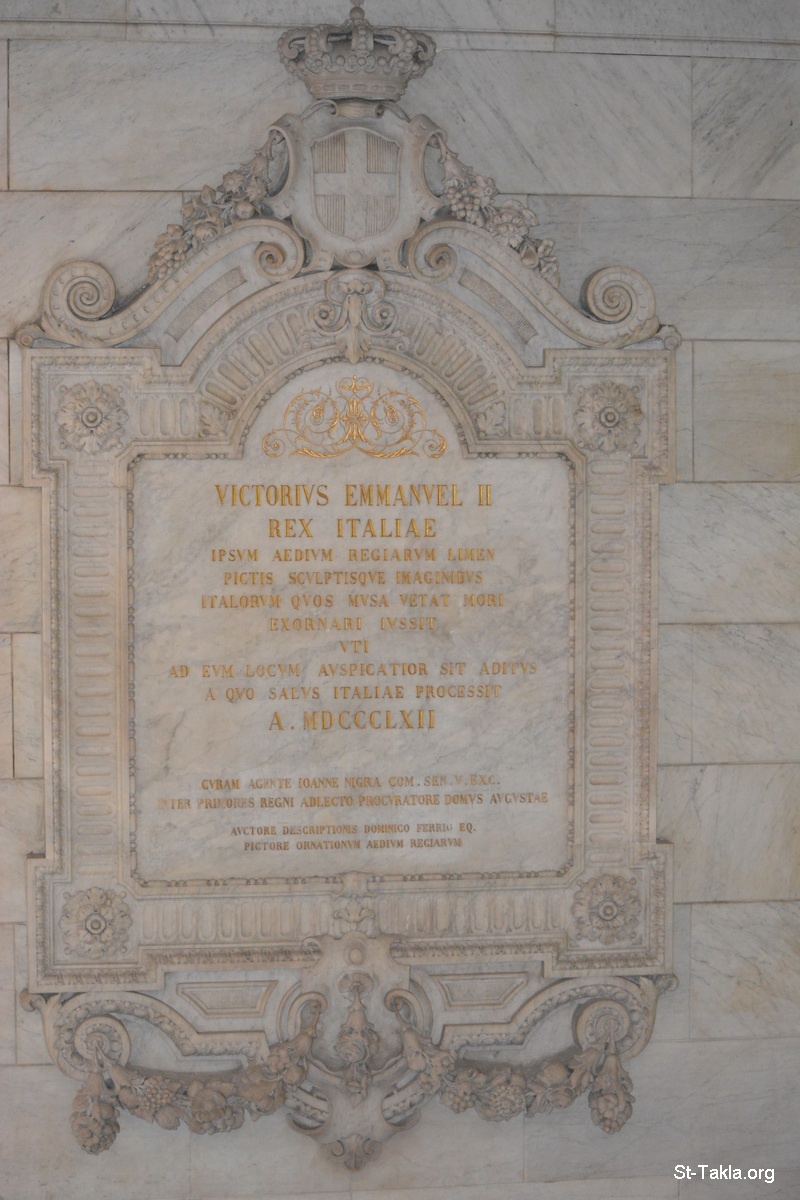 VICTORIVS EMMANVEL II
REX ITALIAE
IPSVM AEDIVM REGIARVM LIMEN
PICTIS SCVLPTISQVE IMAGINIBVS
ITALORVM QVOS MVSA VETAT MORI
EXORNARI IVSSIT
VTI
AD EVM LOCVM AVSPICATIOR SIT ADITVS
A QVO SALVS ITALIAE PROCESSIT
A. MDCCCLXII
CVRAM AGENTE IOANNE NIGRA COM. SEN. V. EXC.
INTER PRIMORES REGNI ADLECTO PROCVRATORE DOMVS AVGVSTAE
AVCTORE DESCRIPTIONIS DOMINICO FERRIO EQ.
PICTORE ORNATIONVM AEDIVM REGIARVM
St-Takla.org